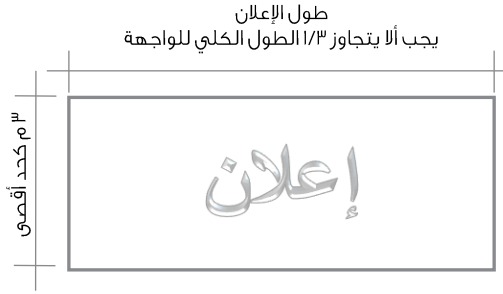 طول الإعلان
يجب ألا يتجاوز ١/٣ الطول الكلي للواجهة
٣ م كحد أقصى
إعلان